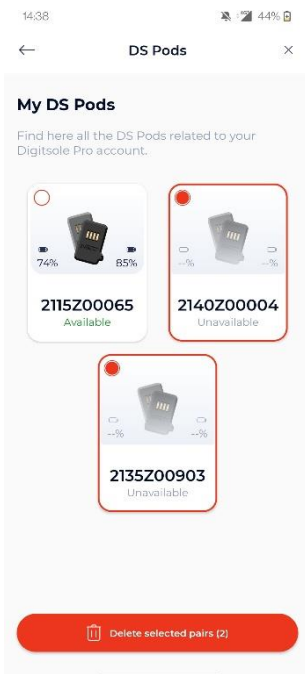 14:38
44%
DS Pods
My DS Pods
Find here all the DS Pods related to your
Digitsole Pro account.
74%
85%
--%
--%
2115Z00065
2140Z00004
Available
Unavailable
--%
--%
2135Z00903
Unavailable
Delete selected pairs (2)